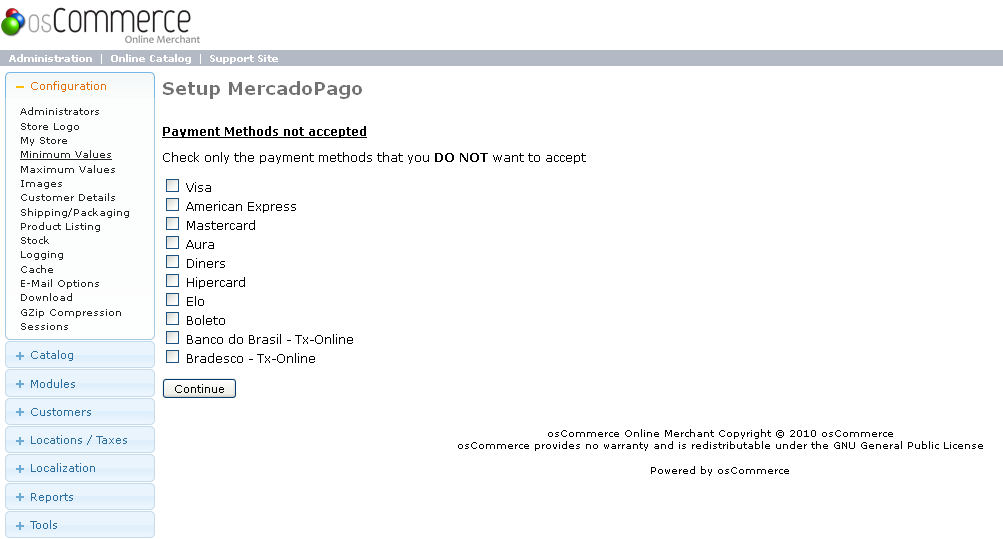 osCommerce
Online Merchant
Administration | Online Catalog | Support Site
Configuration
Administrators
Store Logo
My Store
Minimum Values
Maximum Values
Images
Customer Details
Shipping/Packaging
Product Listing
Stock
Logging
Cache
E-Mail Options
Download
GZip Compression
Sessions
Catalog
Modules
Customers
Locations / Taxes
Localization
Reports
Tools
Setup MercadoPago
Payment Methods not accepted
Check only the payment methods that you DO NOT want to accept
Visa
American Express
Mastercard
Aura
Diners
Hipercard
Elo
Boleto
Banco do Brasil - Tx-Online
Bradesco - Tx-Online
Continue
osCommerce Online Merchant Copyright © 2010 osCommerce
osCommerce provides no warranty and is redistributable under the GNU General Public License
Powered by osCommerce